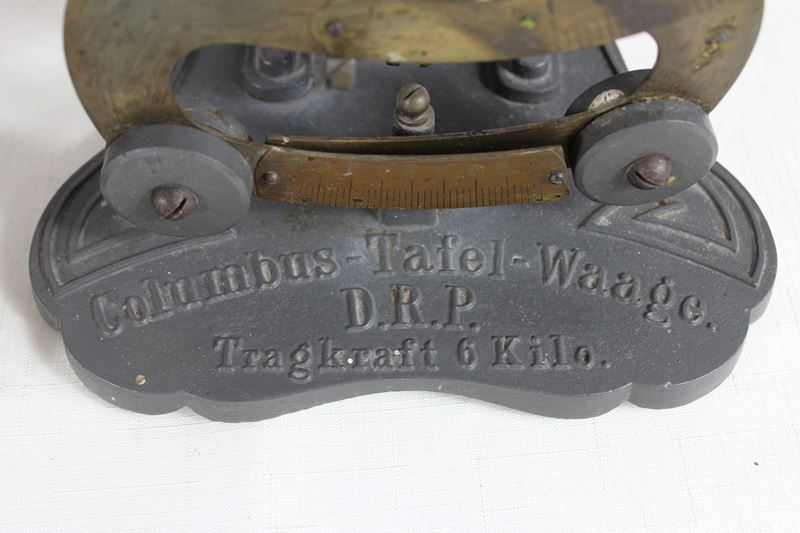 Columbus-Tafel-Waage.
D.R.P.
Tragkraft 6 Kilo.